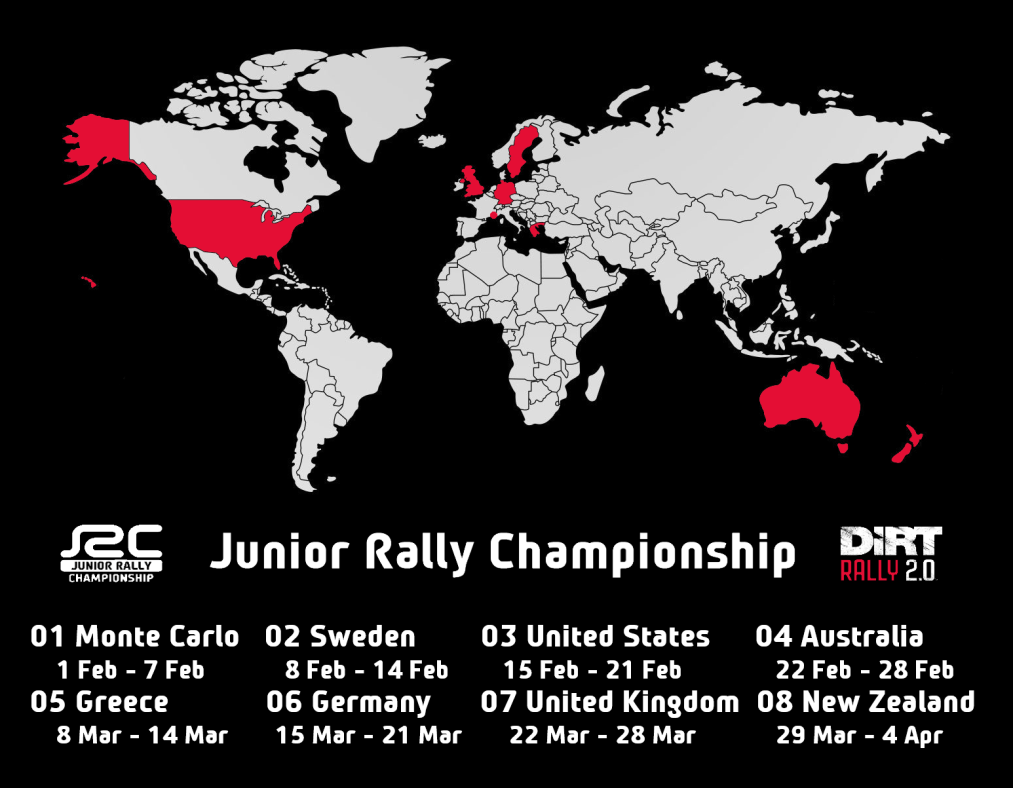 JRC
JUNIOR RALLY
CHAMPIONSHIP
Junior Rally Championship
DiRT
RALLY 2.0
01 Monte Carlo 02 Sweden 03 United States 04 Australia
1 Feb - 7 Feb 8 Feb - 14 Feb 15 Feb - 21 Feb 22 Feb - 28 Feb
05 Greece 06 Germany 07 United Kingdom 08 New Zealand
8 Mar - 14 Mar 15 Mar - 21 Mar 22 Mar - 28 Mar 29 Mar - 4 Apr